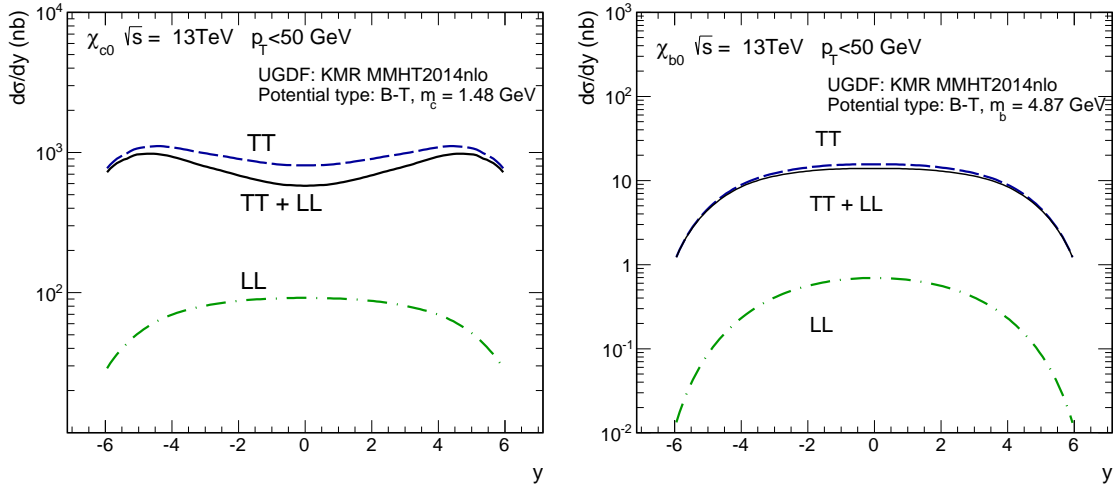 dσ/dy (nb)
10⁴
10³
10²
χc0 √s = 13TeV pT<50 GeV
UGDF: KMR MMHT2014nlo
Potential type: B-T, mc = 1.48 GeV
TT
TT + LL
LL
-6 -4 -2 0 2 4 6
y
dσ/dy (nb)
10³
10²
10
1
10⁻¹
10⁻²
χb0 √s = 13TeV pT<50 GeV
UGDF: KMR MMHT2014nlo
Potential type: B-T, mb = 4.87 GeV
TT
TT + LL
LL
-6 -4 -2 0 2 4 6
y